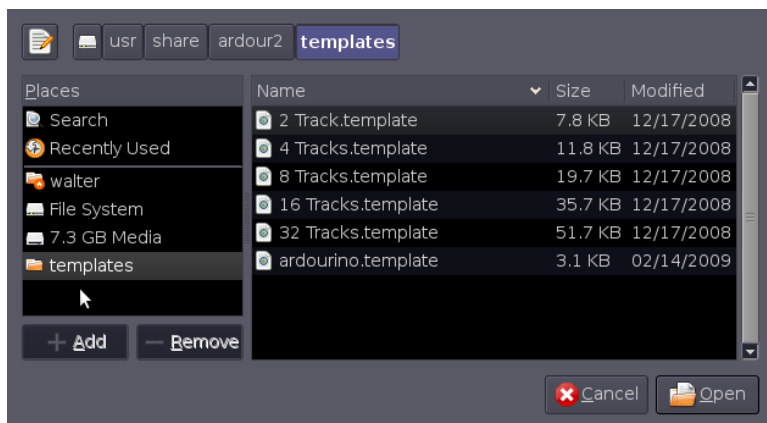 usr share ardour2 templates
Places
Search
Recently Used
walter
File System
7.3 GB Media
templates
Add Remove
Name Size Modified
2 Track.template 7.8 KB 12/17/2008
4 Tracks.template 11.8 KB 12/17/2008
8 Tracks.template 19.7 KB 12/17/2008
16 Tracks.template 35.7 KB 12/17/2008
32 Tracks.template 51.7 KB 12/17/2008
ardourino.template 3.1 KB 02/14/2009
Cancel Open